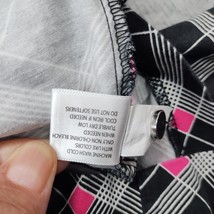 MACHINE WASH COLD
WITH LIKE COLORS
ONLY NON-CHLORINE BLEACH
WHEN NEEDED
TUMBLE DRY LOW
COOL IRON IF NEEDED
DO NOT USE SOFTENERS